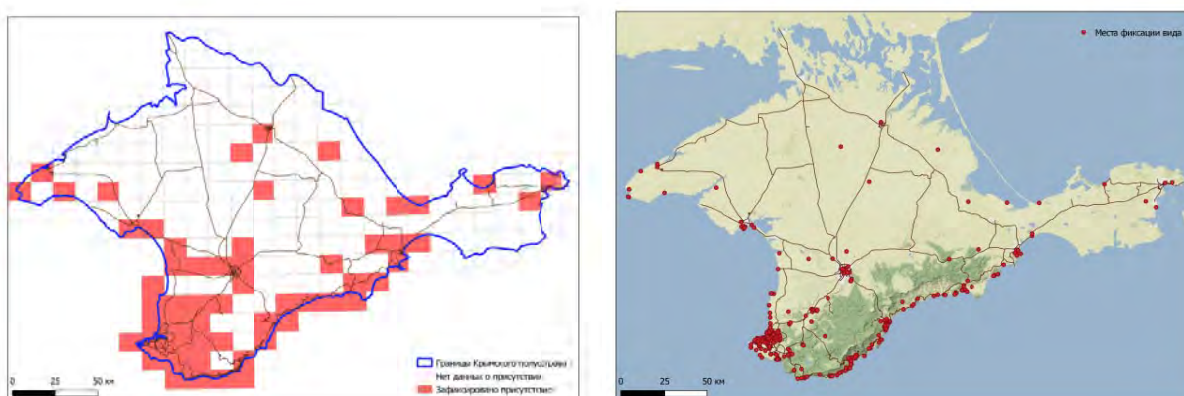 Границы Крымского полуострова
Нет данных о присутствии
Зафиксировано присутствие
0 25 50 км
Места фиксации вида
0 25 50 км